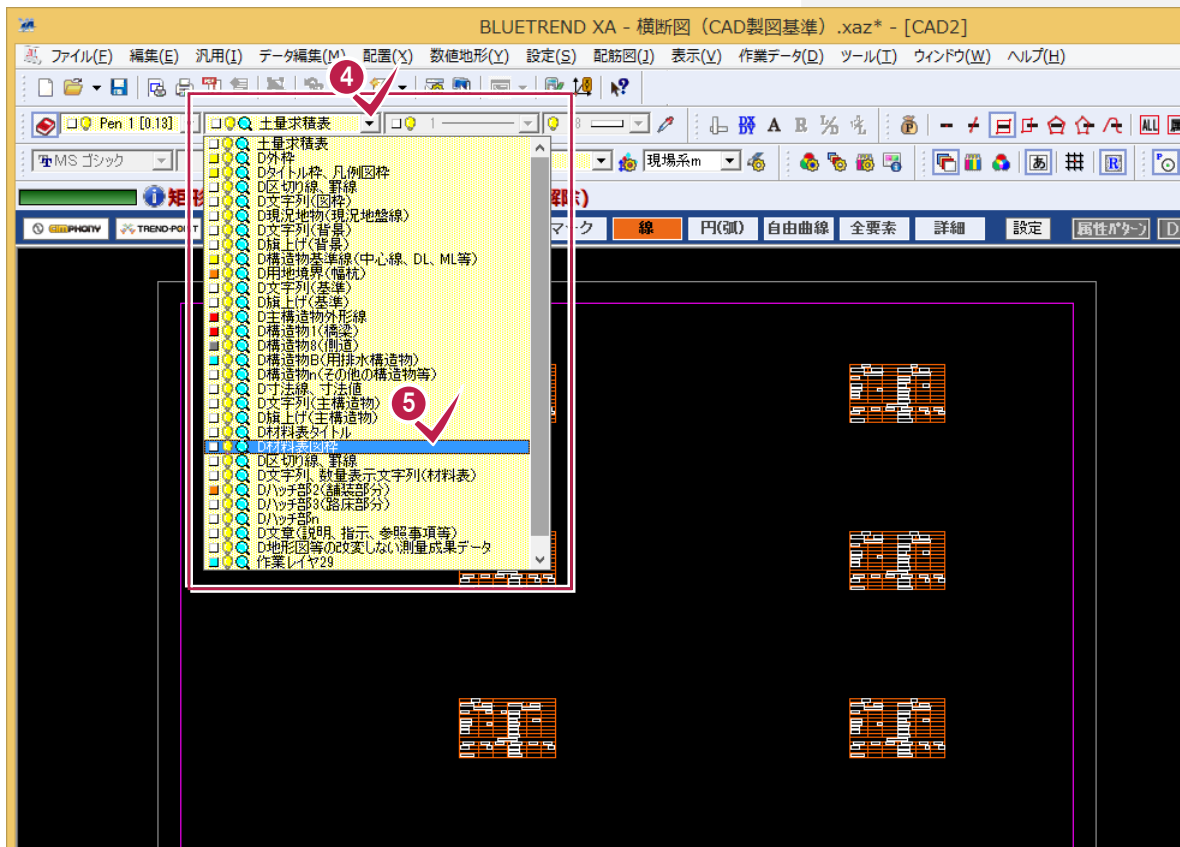 BLUETREND XA - 横断図（CAD製図基準）.xaz* - [CAD2]
ファイル(F) 編集(E) 汎用(I) データ編集(M) 配置(X) 数値地形(Y) 設定(S) 配筋図(J) 表示(V) 作業データ(D) ツール(T) ウィンドウ(W) ヘルプ(H)
4
Pen 1 [0.13] 土量求積表 1 8 ALL
MS ゴシック 現場系m あ R
矩形 解除)
PHONY TREND-POINT マーク 線 円(弧) 自由曲線 全要素 詳細 設定 属性パターン D
土量求積表
D外枠
Dタイトル枠、凡例図枠
D区切り線、罫線
D文字列(図枠)
D現況地物(現況地盤線)
D文字列(背景)
D旗上げ(背景)
D構造物基準線(中心線、DL、ML等)
D用地境界(幅杭)
D文字列(基準)
D旗上げ(基準)
D主構造物外形線
D構造物1(橋梁)
D構造物8(側道)
D構造物B(用排水構造物)
D構造物n(その他の構造物等)
D寸法線、寸法値
D文字列(主構造物)
5
D旗上げ(主構造物)
D材料表タイトル
D材料表図枠
D区切り線、罫線
D文字列、数量表示文字列(材料表)
Dハッチ部2(舗装部分)
Dハッチ部3(路床部分)
Dハッチ部n
D文章(説明、指示、参照事項等)
D地形図等の改変しない測量成果データ
作業レイヤ29